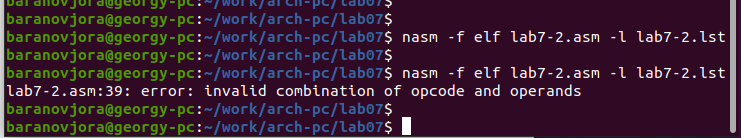 baranovjora@georgy-pc:~/work/arch-pc/lab07$
baranovjora@georgy-pc:~/work/arch-pc/lab07$
baranovjora@georgy-pc:~/work/arch-pc/lab07$ nasm -f elf lab7-2.asm -l lab7-2.lst
baranovjora@georgy-pc:~/work/arch-pc/lab07$
baranovjora@georgy-pc:~/work/arch-pc/lab07$ nasm -f elf lab7-2.asm -l lab7-2.lst
lab7-2.asm:39: error: invalid combination of opcode and operands
baranovjora@georgy-pc:~/work/arch-pc/lab07$
baranovjora@georgy-pc:~/work/arch-pc/lab07$